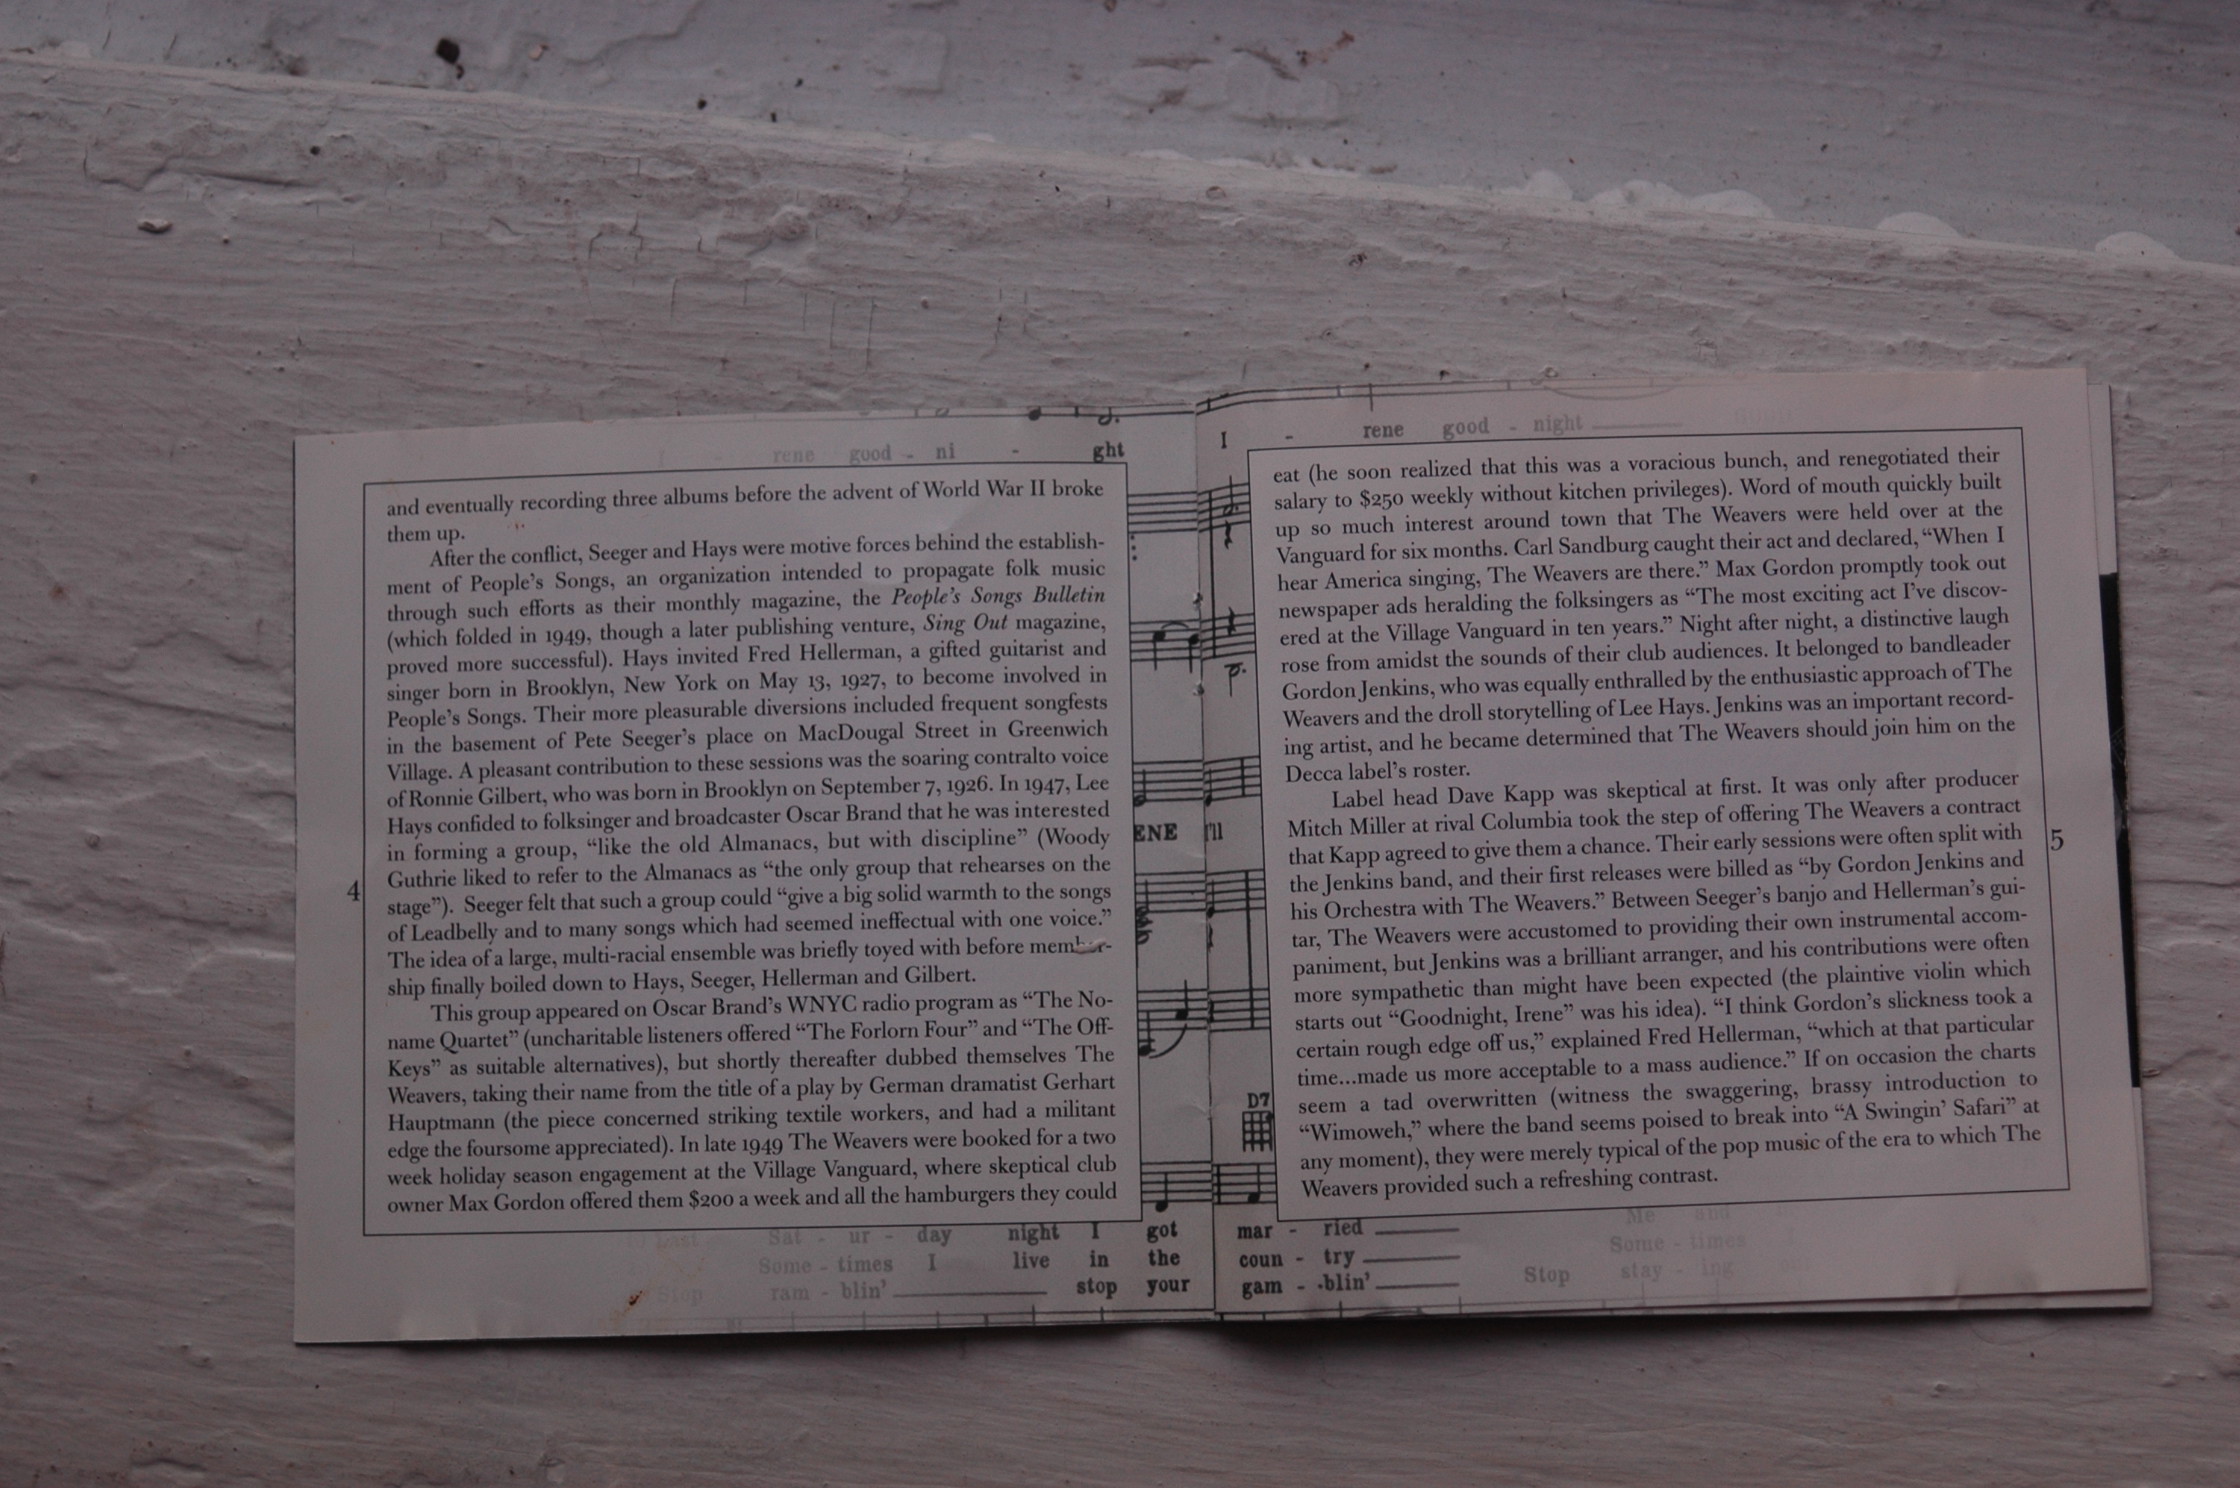 and eventually recording three albums before the advent of World War II broke
them up.
After the conflict, Seeger and Hays were motive forces behind the establish-
ment of People's Songs, an organization intended to propagate folk music
through such efforts as their monthly magazine, the People's Songs Bulletin
(which folded in 1949, though a later publishing venture, Sing Out magazine,
proved more successful). Hays invited Fred Hellerman, a gifted guitarist and
singer born in Brooklyn, New York on May 13, 1927, to become involved in
People's Songs. Their more pleasurable diversions included frequent songfests
in the basement of Pete Seeger's place on MacDougal Street in Greenwich
Village. A pleasant contribution to these sessions was the soaring contralto voice
of Ronnie Gilbert, who was born in Brooklyn on September 7, 1926. In 1947, Lee
Hays confided to folksinger and broadcaster Oscar Brand that he was interested
in forming a group, "like the old Almanacs, but with discipline" (Woody
Guthrie liked to refer to the Almanacs as "the only group that rehearses on the
stage"). Seeger felt that such a group could "give a big solid warmth to the songs
of Leadbelly and to many songs which had seemed ineffectual with one voice."
The idea of a large, multi-racial ensemble was briefly toyed with before member-
ship finally boiled down to Hays, Seeger, Hellerman and Gilbert.
This group appeared on Oscar Brand's WNYC radio program as "The No-
name Quartet" (uncharitable listeners offered "The Forlorn Four" and "The Off-
Keys" as suitable alternatives), but shortly thereafter dubbed themselves The
Weavers, taking their name from the title of a play by German dramatist Gerhart
Hauptmann (the piece concerned striking textile workers, and had a militant
edge the foursome appreciated). In late 1949 The Weavers were booked for a two
week holiday season engagement at the Village Vanguard, where skeptical club
owner Max Gordon offered them $200 a week and all the hamburgers they could
4
eat (he soon realized that this was a voracious bunch, and renegotiated their
salary to $250 weekly without kitchen privileges). Word of mouth quickly built
up so much interest around town that The Weavers were held over at the
Vanguard for six months. Carl Sandburg caught their act and declared, "When I
hear America singing, The Weavers are there." Max Gordon promptly took out
newspaper ads heralding the folksingers as "The most exciting act I've discov-
ered at the Village Vanguard in ten years." Night after night, a distinctive laugh
rose from amidst the sounds of their club audiences. It belonged to bandleader
Gordon Jenkins, who was equally enthralled by the enthusiastic approach of The
Weavers and the droll storytelling of Lee Hays. Jenkins was an important record-
ing artist, and he became determined that The Weavers should join him on the
Decca label's roster.
Label head Dave Kapp was skeptical at first. It was only after producer
Mitch Miller at rival Columbia took the step of offering The Weavers a contract
that Kapp agreed to give them a chance. Their early sessions were often split with
the Jenkins band, and their first releases were billed as "by Gordon Jenkins and
his Orchestra with The Weavers." Between Seeger's banjo and Hellerman's gui-
tar, The Weavers were accustomed to providing their own instrumental accom-
paniment, but Jenkins was a brilliant arranger, and his contributions were often
more sympathetic than might have been expected (the plaintive violin which
starts out "Goodnight, Irene" was his idea). "I think Gordon's slickness took a
certain rough edge off us," explained Fred Hellerman, "which at that particular
time...made us more acceptable to a mass audience." If on occasion the charts
seem a tad overwritten (witness the swaggering, brassy introduction to
"Wimoweh," where the band seems poised to break into "A Swingin' Safari" at
any moment), they were merely typical of the pop music of the era to which The
Weavers provided such a refreshing contrast.
5
rene good - ni - ght I - rene good - night
ENE I'll
D7
Sat - ur - day night I got mar - ried Me and
Some - times I live in the coun - try Some - times
Stop ram - blin' stop your gam - blin' Stop stay - ing